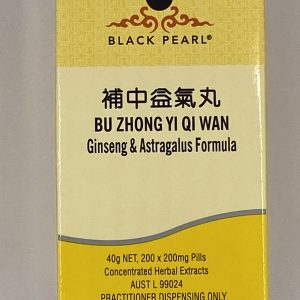 BLACK PEARL®
補中益氣丸
BU ZHONG YI QI WAN
Ginseng & Astragalus Formula
40g NET, 200 x 200mg Pills
Concentrated Herbal Extracts
AUST L 99024
PRACTITIONER DISPENSING ONLY